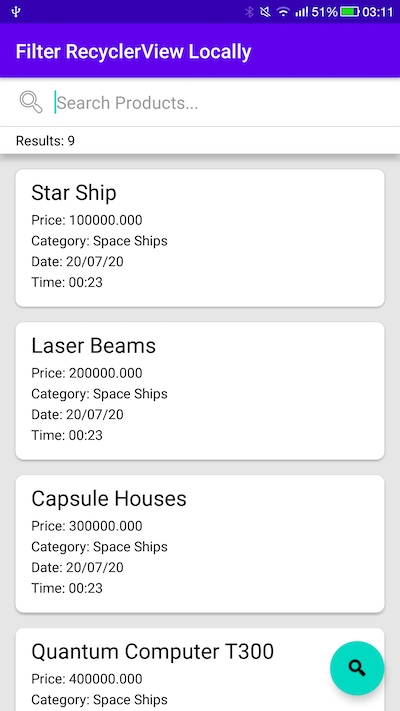 51% 03:11
Filter RecyclerView Locally
Search Products...
Results: 9
Star Ship
Price: 100000.000
Category: Space Ships
Date: 20/07/20
Time: 00:23
Laser Beams
Price: 200000.000
Category: Space Ships
Date: 20/07/20
Time: 00:23
Capsule Houses
Price: 300000.000
Category: Space Ships
Date: 20/07/20
Time: 00:23
Quantum Computer T300
Price: 400000.000
Category: Space Ships